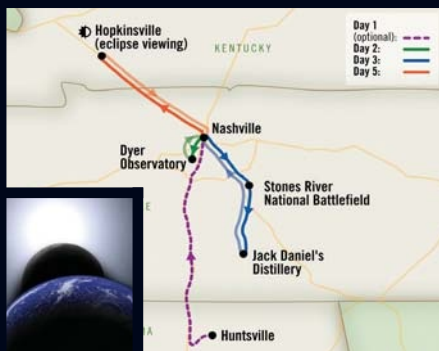 Hopkinsville
(eclipse viewing)
KENTUCKY
Day 1
(optional):
Day 2:
Day 3:
Day 5:
Nashville
Dyer
Observatory
Stones River
National Battlefield
Jack Daniel's
Distillery
Huntsville